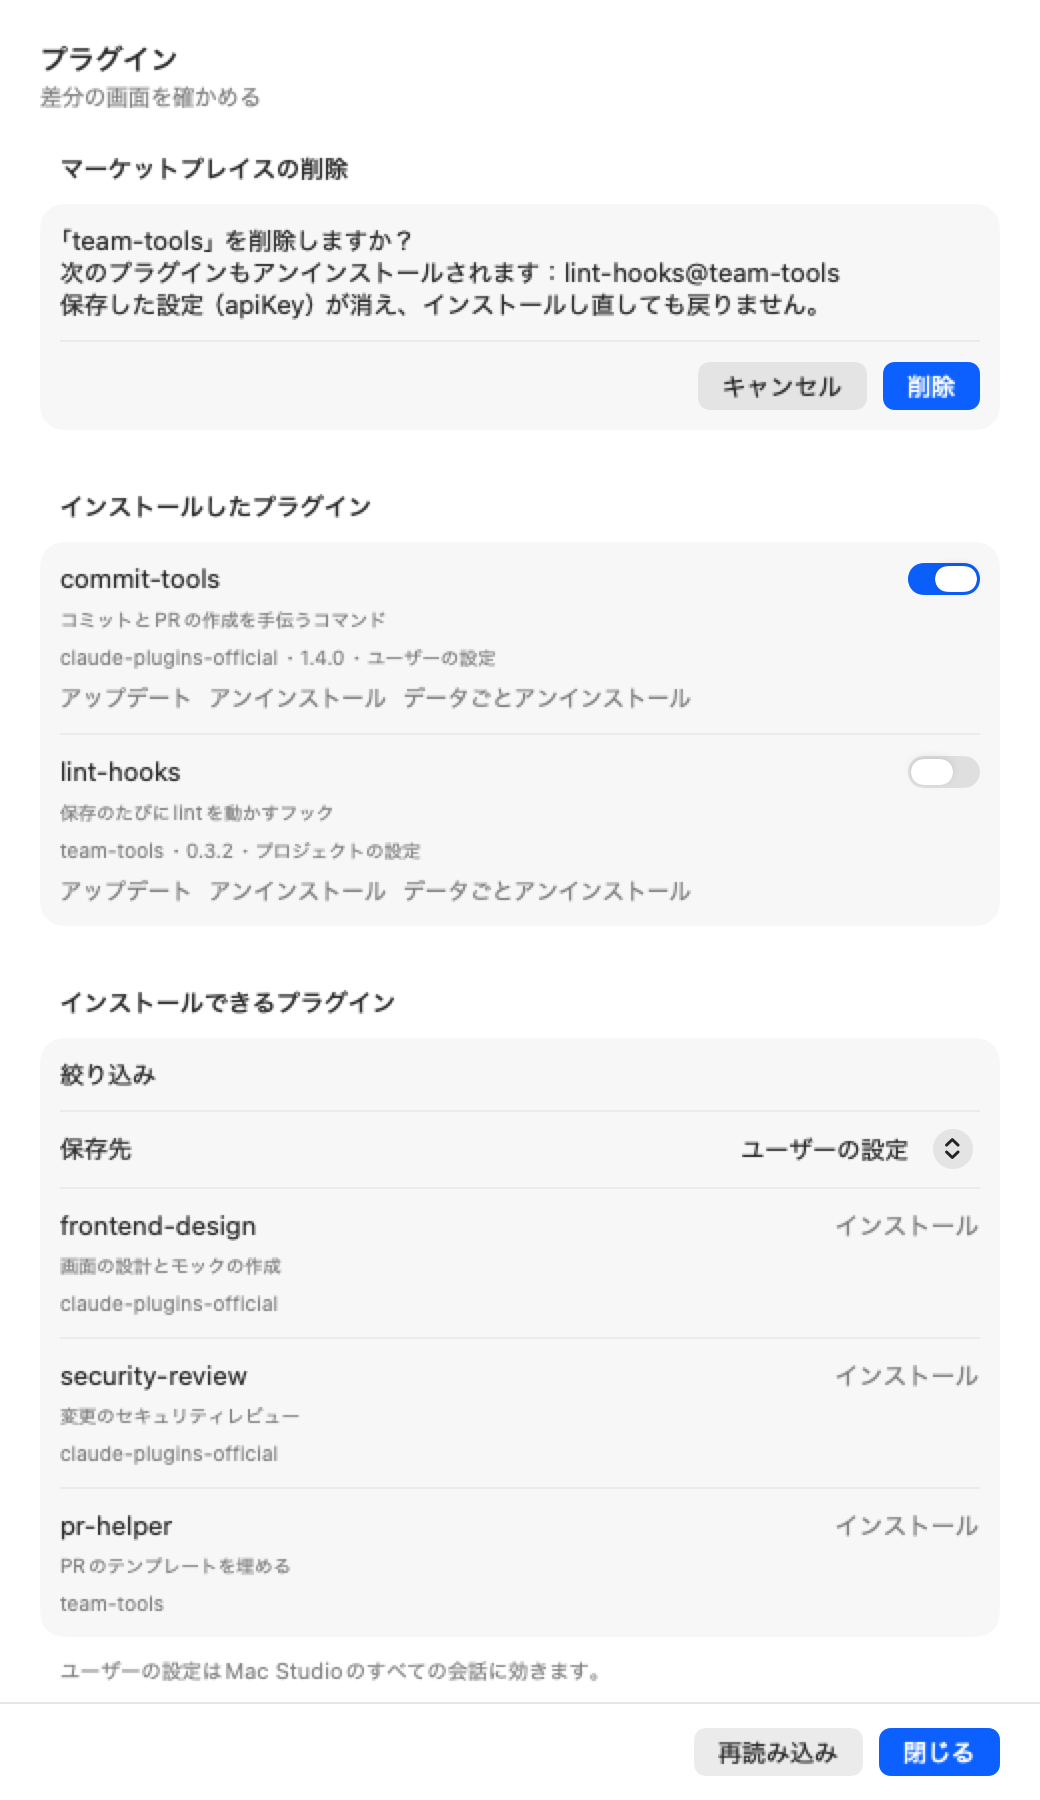 プラグイン
差分の画面を確かめる
マーケットプレイスの削除
「team-tools」を削除しますか？
次のプラグインもアンインストールされます：lint-hooks@team-tools
保存した設定（apiKey）が消え、インストールし直しても戻りません。
キャンセル 削除
インストールしたプラグイン
commit-tools
コミットとPRの作成を手伝うコマンド
claude-plugins-official・1.4.0・ユーザーの設定
アップデート アンインストール データごとアンインストール
lint-hooks
保存のたびにlintを動かすフック
team-tools・0.3.2・プロジェクトの設定
アップデート アンインストール データごとアンインストール
インストールできるプラグイン
絞り込み
保存先 ユーザーの設定
frontend-design インストール
画面の設計とモックの作成
claude-plugins-official
security-review インストール
変更のセキュリティレビュー
claude-plugins-official
pr-helper インストール
PRのテンプレートを埋める
team-tools
ユーザーの設定はMac Studioのすべての会話に効きます。
再読み込み 閉じる